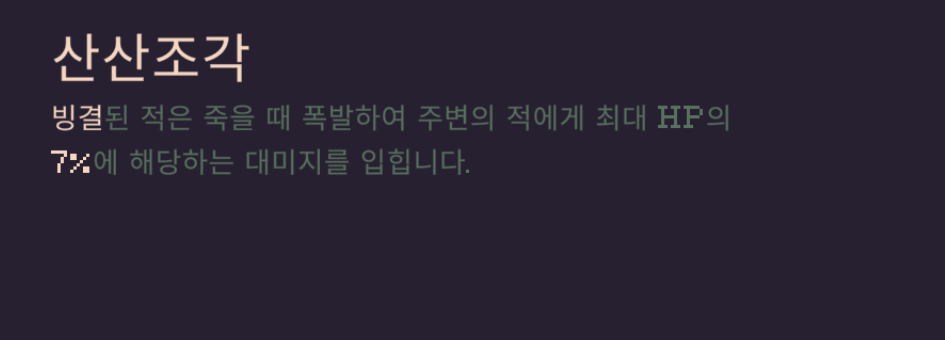 산산조각
빙결된 적은 죽을 때 폭발하여 주변의 적에게 최대 HP의
7%에 해당하는 대미지를 입힙니다.